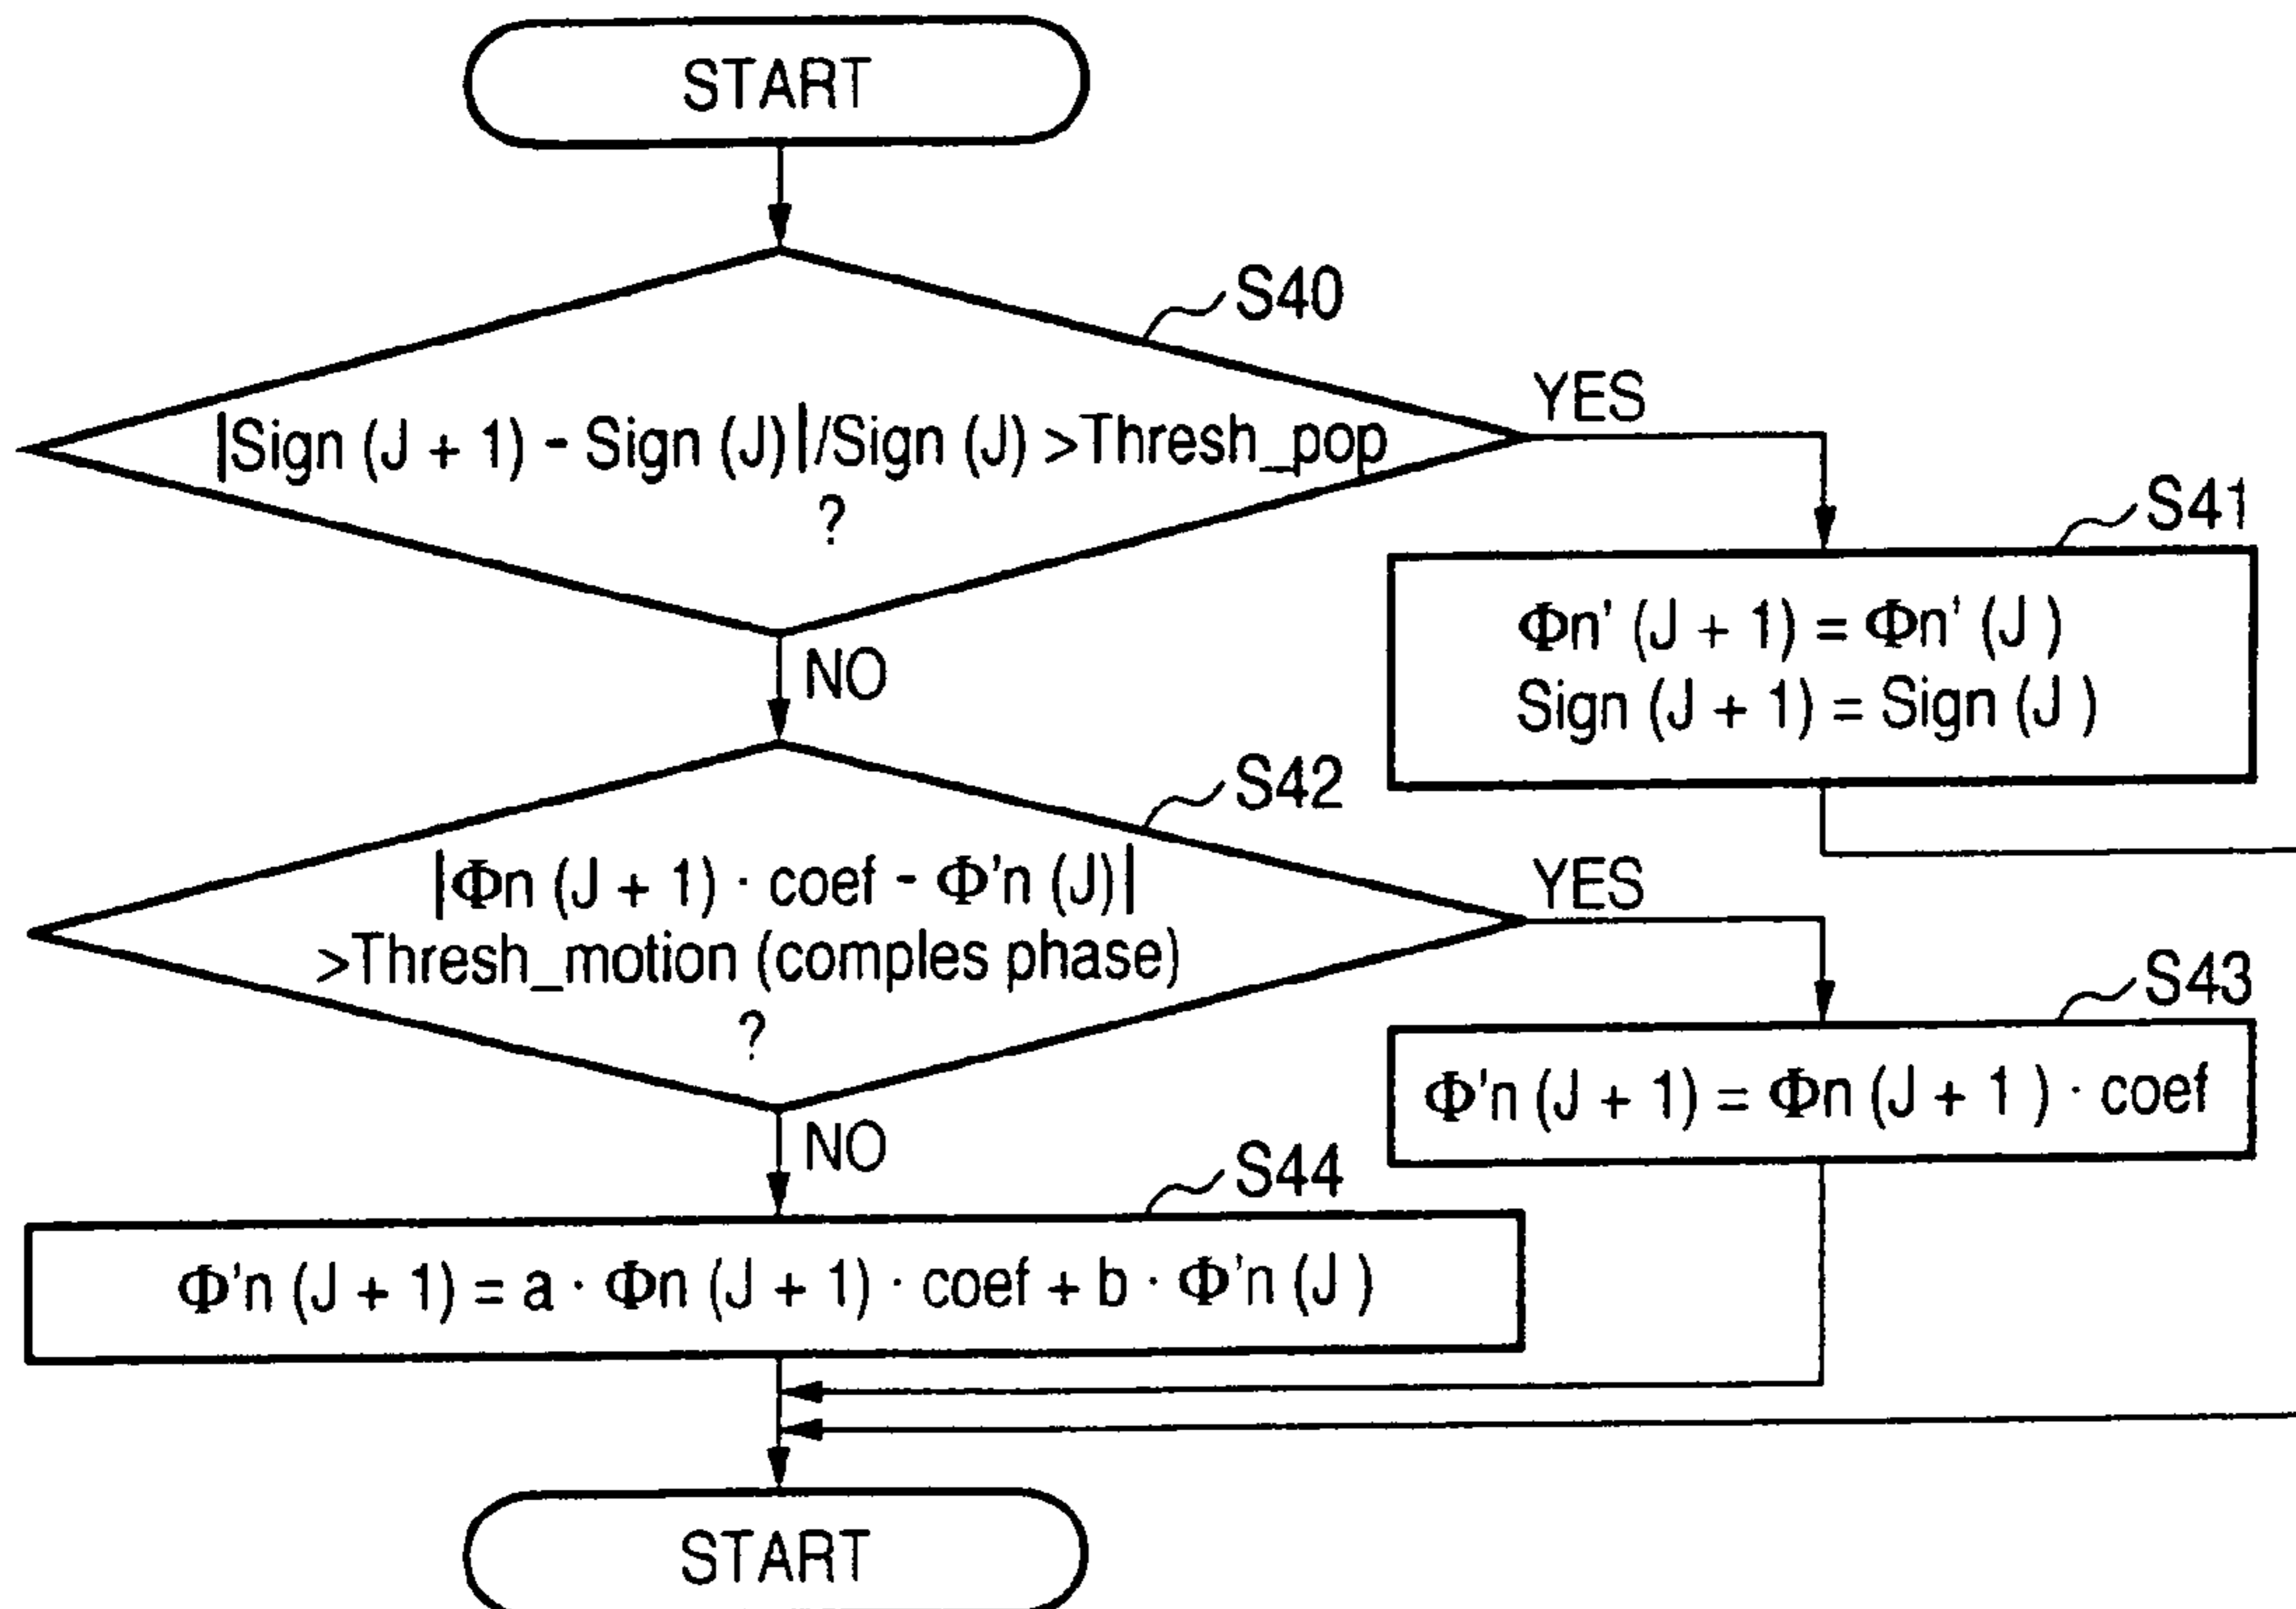 START
S40
|Sign (J + 1) - Sign (J)|/Sign (J) >Thresh_pop
?
YES
S41
Φn' (J + 1) = Φn' (J )
Sign (J + 1) = Sign (J )
NO
S42
|Φn (J + 1) · coef - Φ'n (J)|
>Thresh_motion (comples phase)
?
YES
S43
Φ'n (J + 1) = Φn (J + 1 ) · coef
NO
S44
Φ'n (J + 1) = a · Φn (J + 1) · coef + b · Φ'n (J )
START